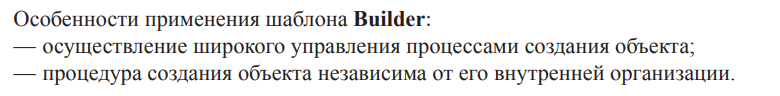 Особенности применения шаблона Builder:
— осуществление широкого управления процессами создания объекта;
— процедура создания объекта независима от его внутренней организации.